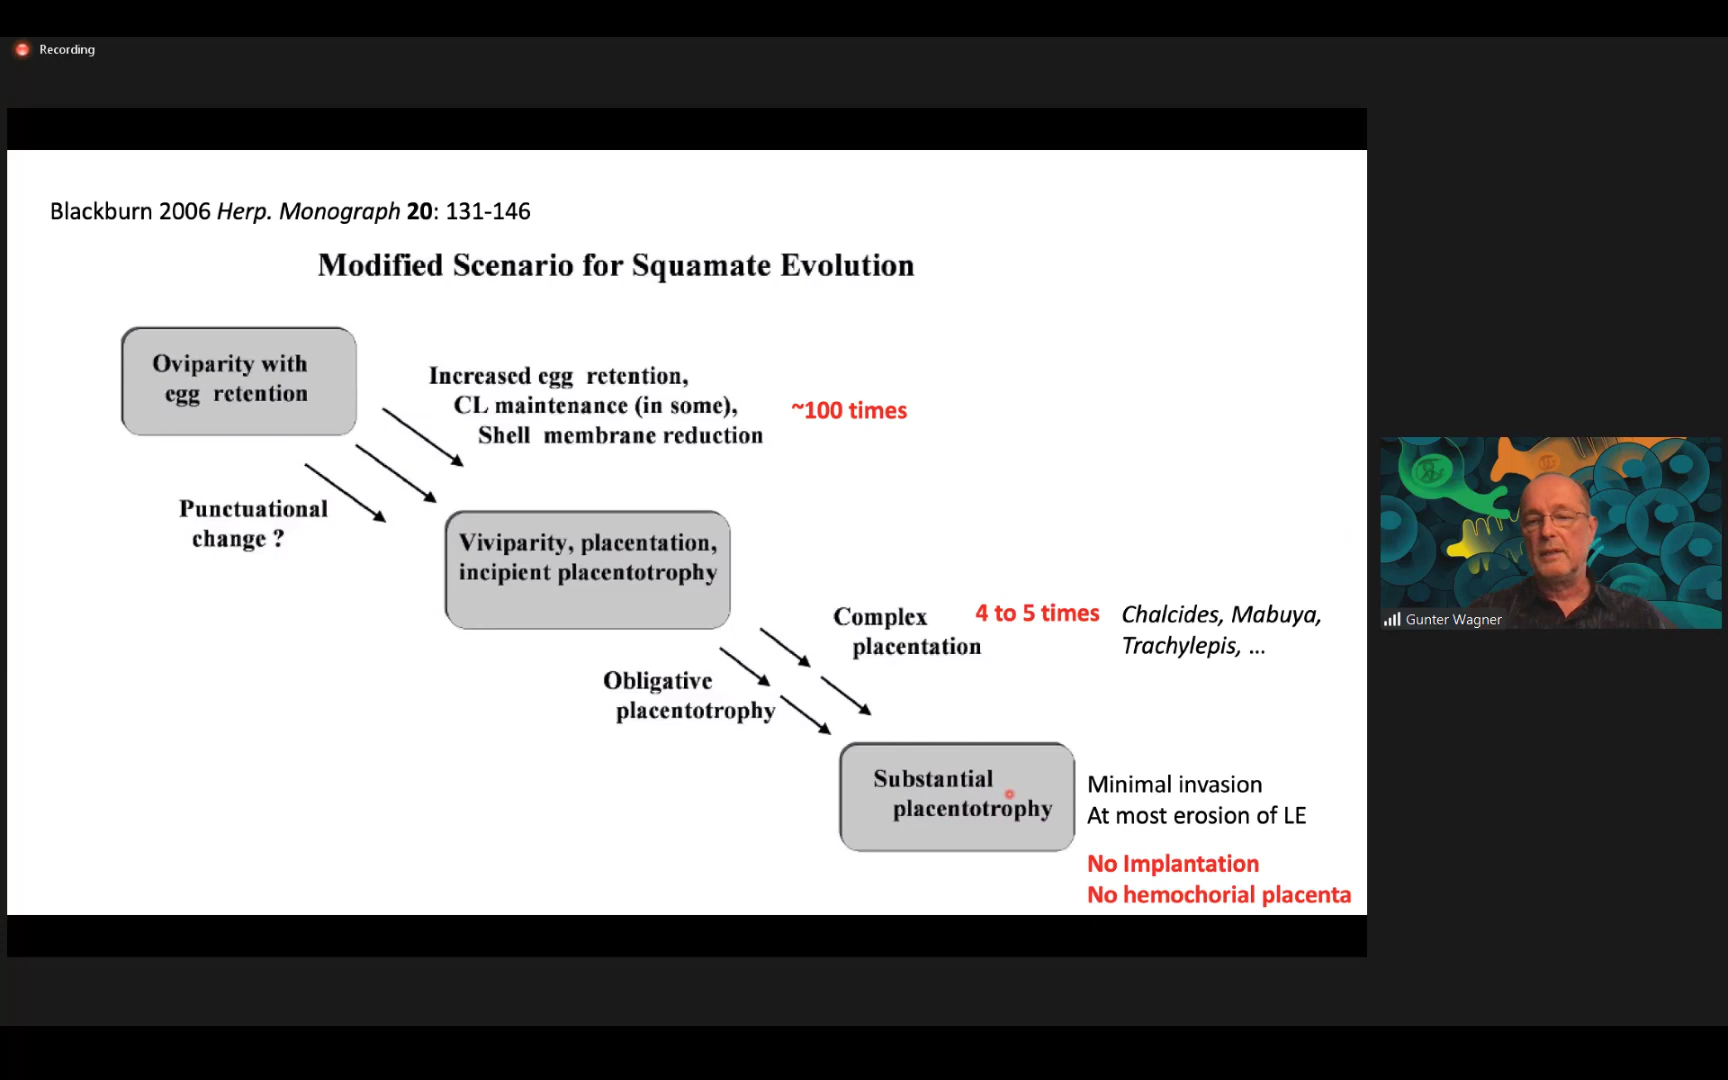 Recording
Blackburn 2006 Herp. Monograph 20: 131-146
Modified Scenario for Squamate Evolution
Oviparity with
egg retention
Increased egg retention,
CL maintenance (in some),
Shell membrane reduction
~100 times
Punctuational
change ?
Viviparity, placentation,
incipient placentotrophy
Complex
placentation
4 to 5 times
Chalcides, Mabuya,
Trachylepis, ...
Obligative
placentotrophy
Substantial
placentotrophy
Minimal invasion
At most erosion of LE
No Implantation
No hemochorial placenta
Gunter Wagner